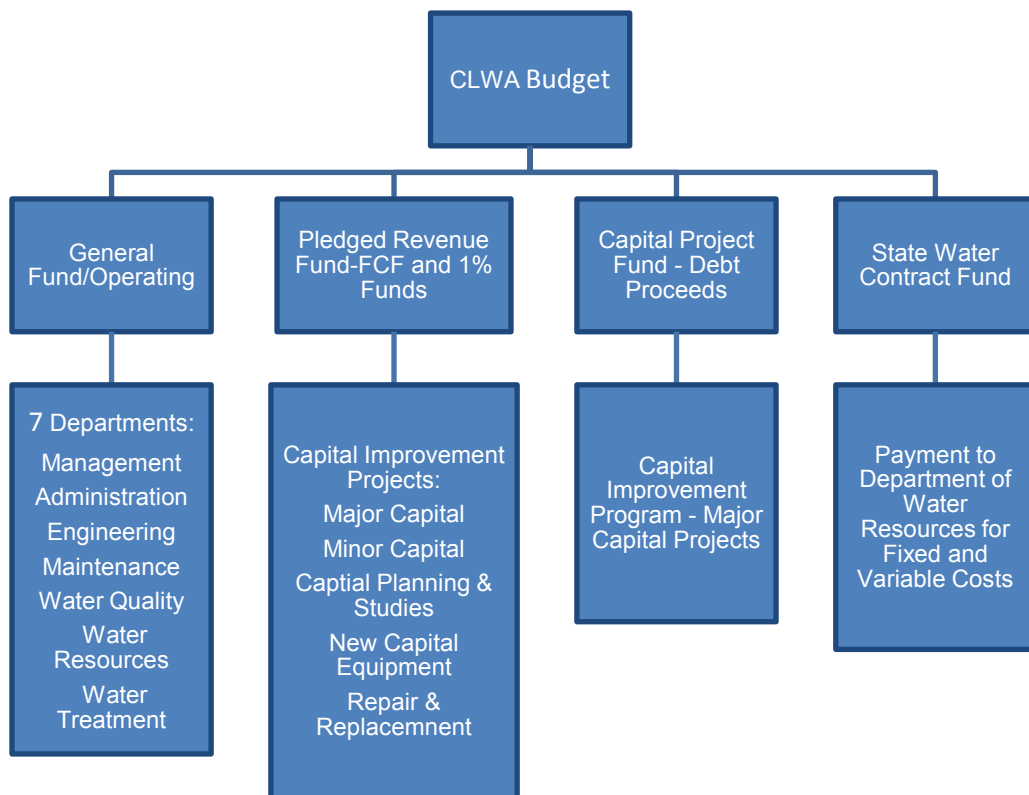 CLWA Budget
General
Fund/Operating
Pledged Revenue
Fund-FCF and 1%
Funds
Capital Project
Fund - Debt
Proceeds
State Water
Contract Fund
7 Departments:
Management
Administration
Engineering
Maintenance
Water Quality
Water
Resources
Water
Treatment
Capital Improvement
Projects:
Major Capital
Minor Capital
Captial Planning &
Studies
New Capital
Equipment
Repair &
Replacemnent
Capital
Improvement
Program - Major
Capital Projects
Payment to
Department of
Water
Resources for
Fixed and
Variable Costs